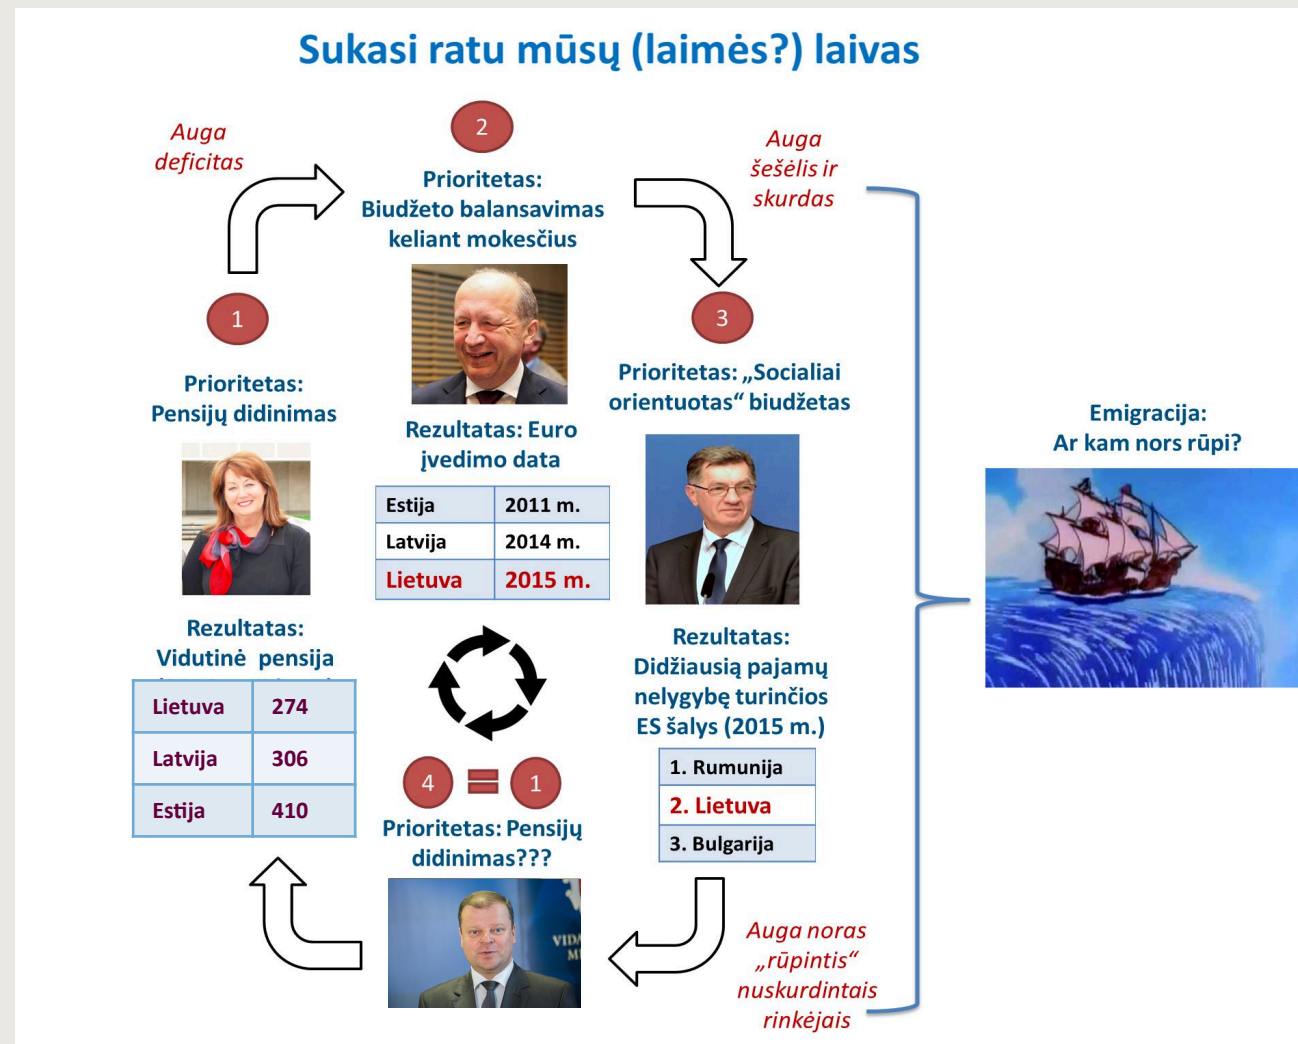 Sukasi ratu mūsų (laimės?) laivas
Auga
deficitas
2
Prioritetas:
Biudžeto balansavimas
keliant mokesčius
Auga
šešėlis ir
skurdas
1
Prioritetas:
Pensijų didinimas
3
Prioritetas: „Socialiai
orientuotas“ biudžetas
Rezultatas: Euro
įvedimo data
Estija 2011 m.
Latvija 2014 m.
Lietuva 2015 m.
Emigracija:
Ar kam nors rūpi?
Rezultatas:
Vidutinė pensija
Lietuva 274
Latvija 306
Estija 410
Rezultatas:
Didžiausią pajamų
nelygybę turinčios
ES šalys (2015 m.)
1. Rumunija
2. Lietuva
3. Bulgarija
4 = 1
Prioritetas: Pensijų
didinimas???
Auga noras
„rūpintis“
nuskurdintais
rinkėjais